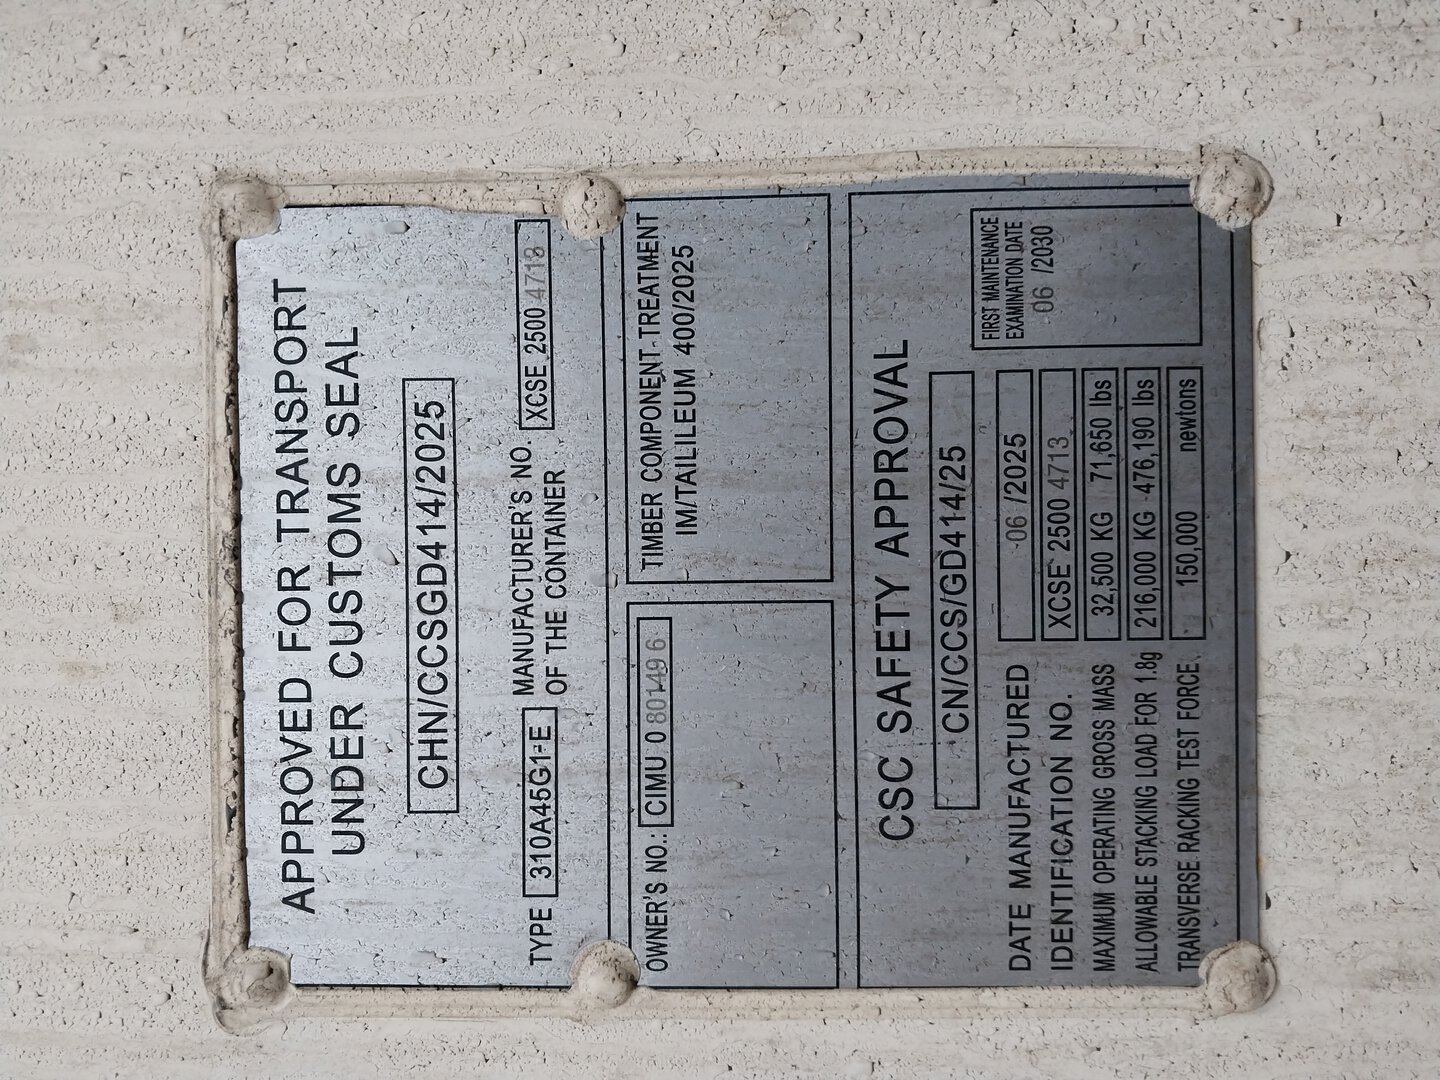 APPROVED FOR TRANSPORT
UNDER CUSTOMS SEAL
CHN/CCSGD414/2025
TYPE 310A45G1-E MANUFACTURER'S NO. OF THE CONTAINER XCSE 2500 4713
OWNER'S NO.: CIMU 0 801496
TIMBER COMPONENT TREATMENT
IM/TAILILEUM 400/2025
CSC SAFETY APPROVAL
CN/CCS/GD414/25
DATE MANUFACTURED 06 /2025
IDENTIFICATION NO. XCSE 2500 4713
MAXIMUM OPERATING GROSS MASS 32,500 KG 71,650 lbs
ALLOWABLE STACKING LOAD FOR 1.8g 216,000 KG 476,190 lbs
TRANSVERSE RACKING TEST FORCE 150,000 newtons
FIRST MAINTENANCE
EXAMINATION DATE
06 /2030